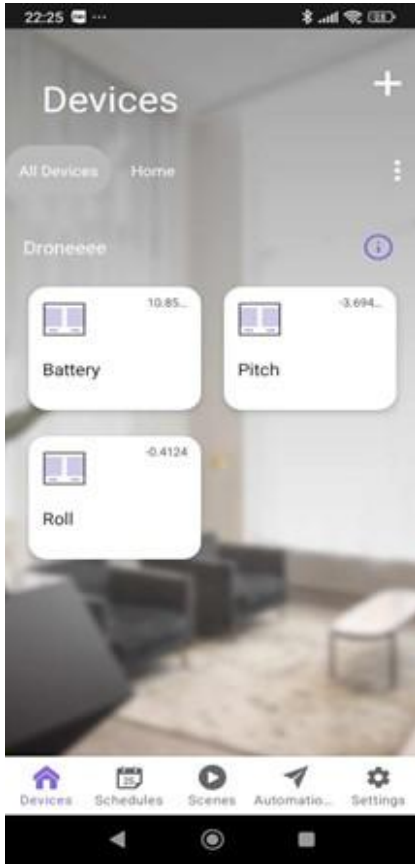 22:25 ...
Devices
+
All Devices Home
Droneeee
10.85...
Battery
-3.694...
Pitch
-0.4124
Roll
25
Devices Schedules Scenes Automatio... Settings